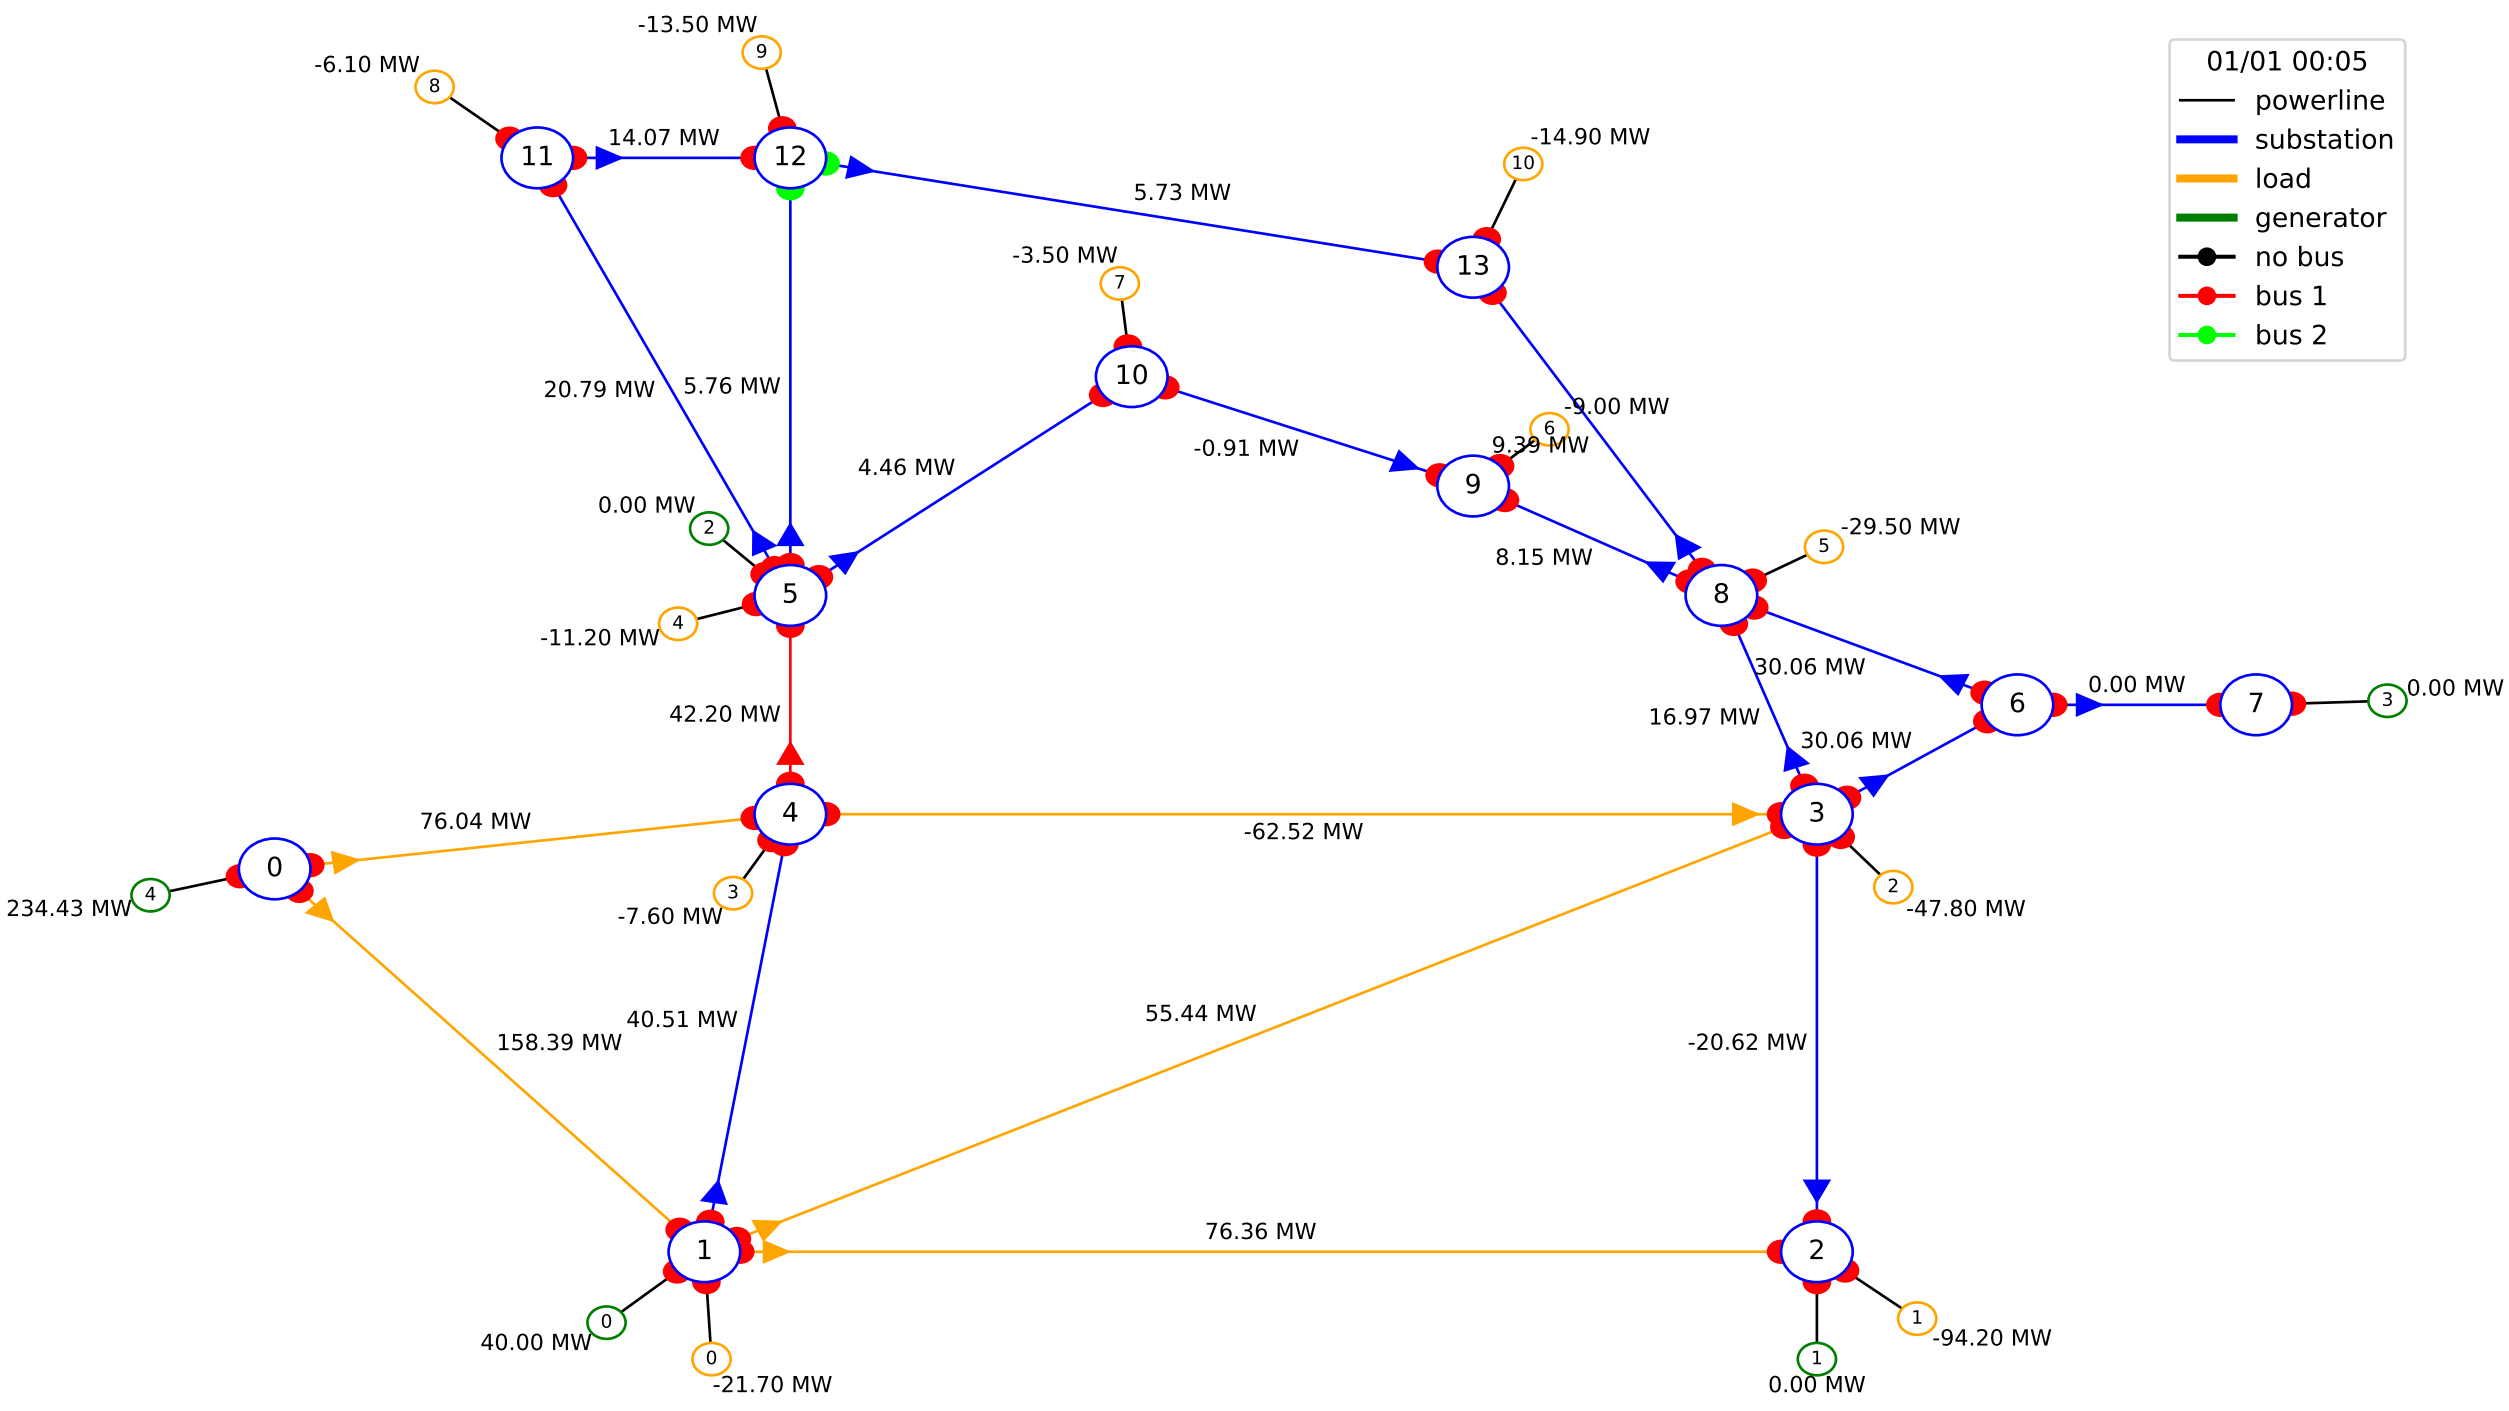 -13.50 MW
9
01/01 00:05
-6.10 MW
8
powerline
14.07 MW
-14.90 MW
substation
11
12
10
load
5.73 MW
generator
-3.50 MW
13
no bus
7
bus 1
bus 2
10
20.79 MW
5.76 MW
-9.00 MW
6
9.39 MW
-0.91 MW
4.46 MW
9
0.00 MW
2
-29.50 MW
5
8.15 MW
5
8
4
-11.20 MW
30.06 MW
0.00 MW
0.00 MW
6
7
3
42.20 MW
16.97 MW
30.06 MW
4
3
76.04 MW
-62.52 MW
0
4
3
2
234.43 MW
-7.60 MW
-47.80 MW
40.51 MW
55.44 MW
158.39 MW
-20.62 MW
76.36 MW
1
2
0
1
40.00 MW
-94.20 MW
0
1
-21.70 MW
0.00 MW